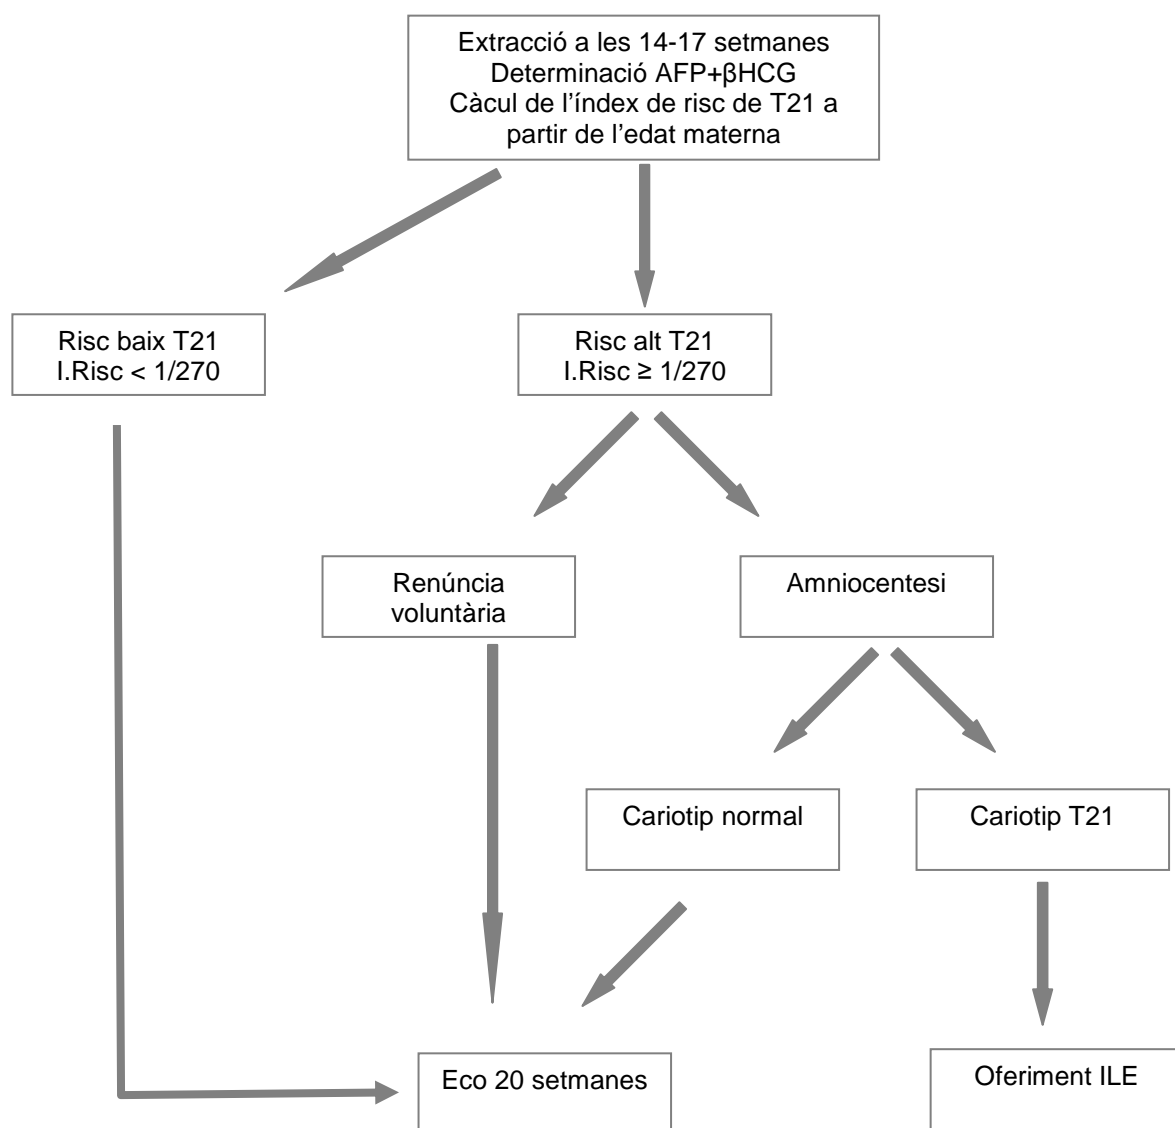 Extracció a les 14-17 setmanes
Determinació AFP+βHCG
Càcul de l’índex de risc de T21 a
partir de l’edat materna
Risc baix T21
I.Risc < 1/270
Risc alt T21
I.Risc ≥ 1/270
Renúncia
voluntària
Amniocentesi
Cariotip normal
Cariotip T21
Eco 20 setmanes
Oferiment ILE